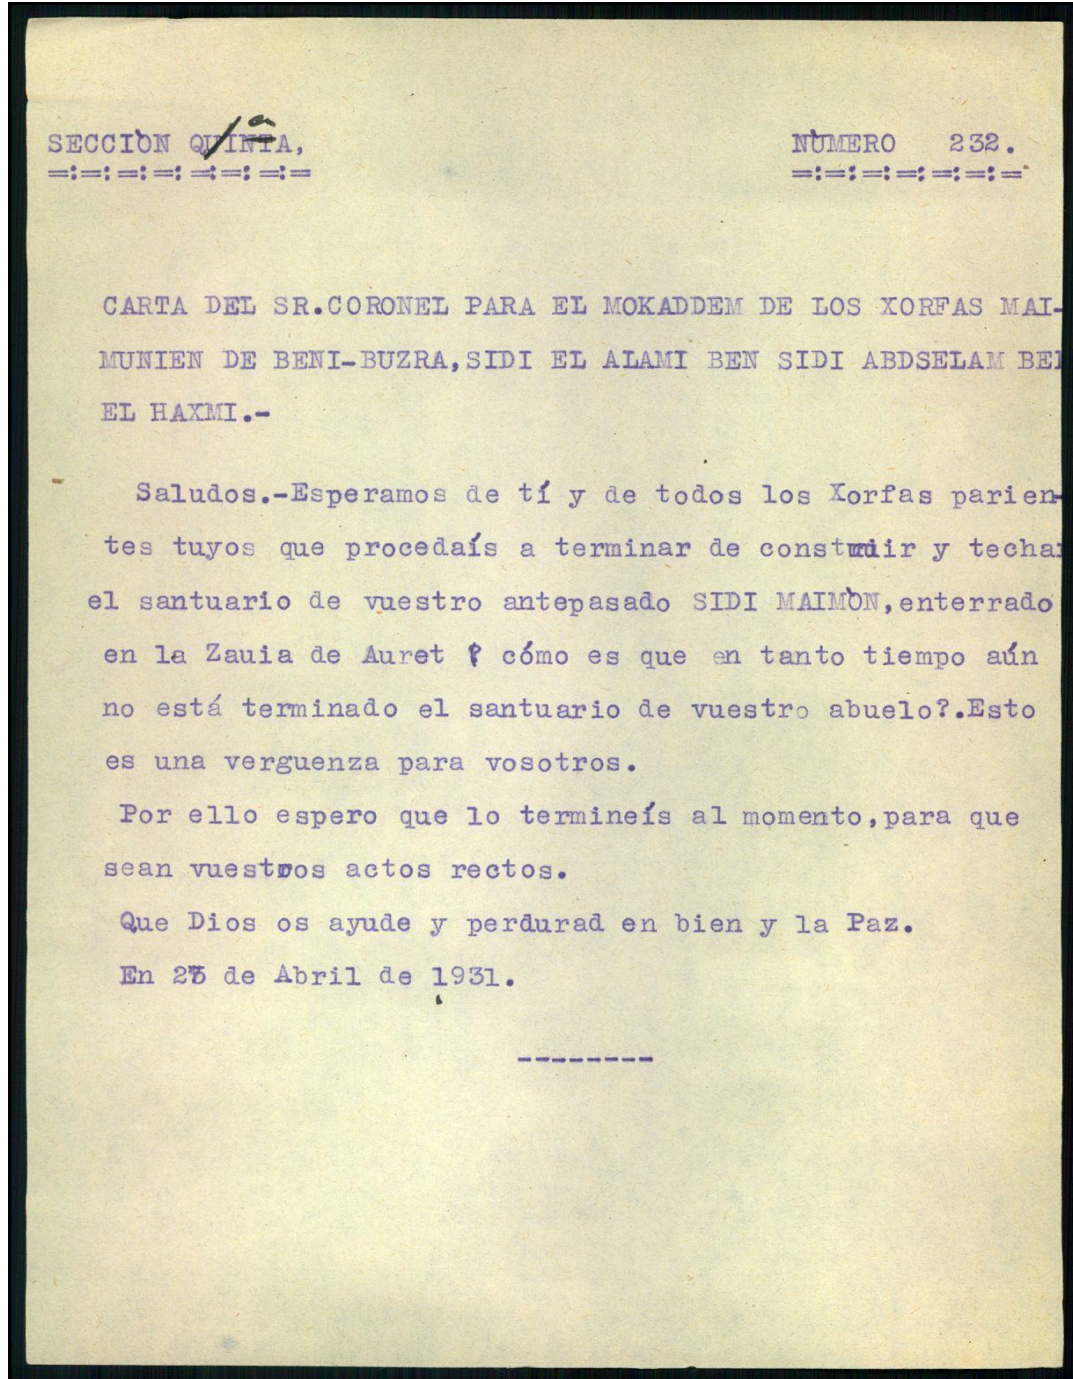 SECCIÒN QUINTA, 1ª
NÙMERO 232.
=:=:=:=:=:=:=:=
=:=:=:=:=:=:=
CARTA DEL SR.CORONEL PARA EL MOKADDEM DE LOS XORFAS MAI-
MUNIEN DE BENI-BUZRA,SIDI EL ALAMI BEN SIDI ABDSELAM BEN
EL HAXMI.-
Saludos.-Esperamos de tí y de todos los Xorfas parien-
tes tuyos que procedaís a terminar de construir y techar
el santuario de vuestro antepasado SIDI MAIMÒN,enterrado
en la Zauia de Auret ? cómo es que en tanto tiempo aún
no está terminado el santuario de vuestro abuelo?.Esto
es una verguenza para vosotros.
Por ello espero que lo termineís al momento,para que
sean vuestros actos rectos.
Que Dios os ayude y perdurad en bien y la Paz.
En de Abril de 1931.
--------